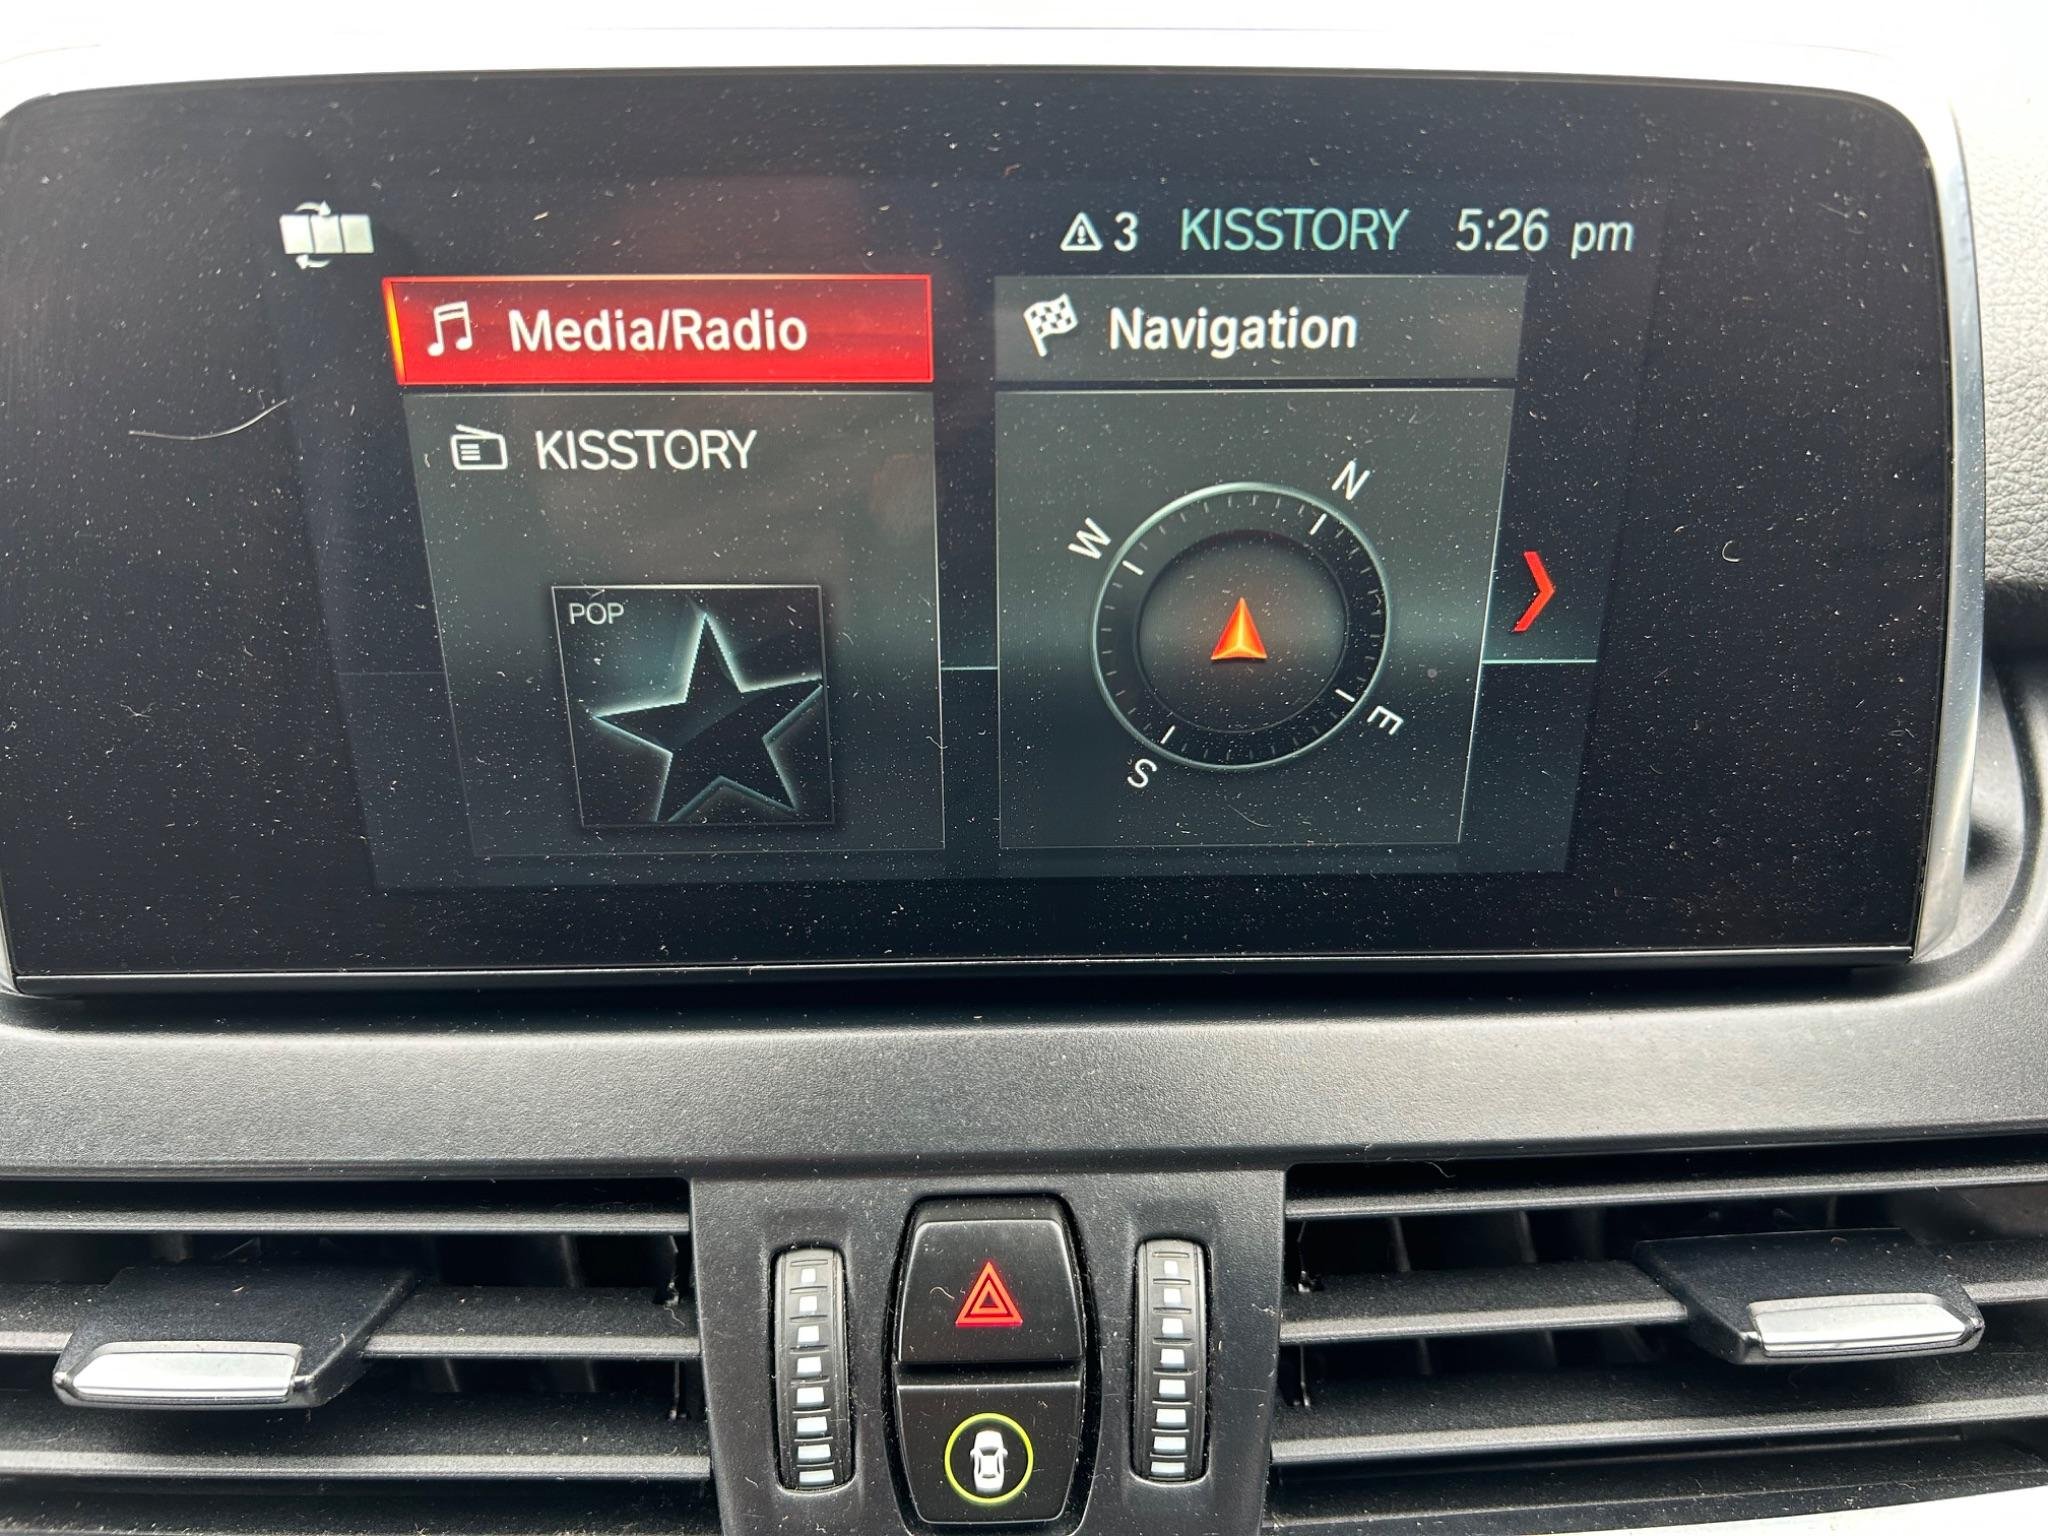 3 KISSTORY 5:26 pm
Media/Radio
Navigation
KISSTORY
POP
N
W
E
S